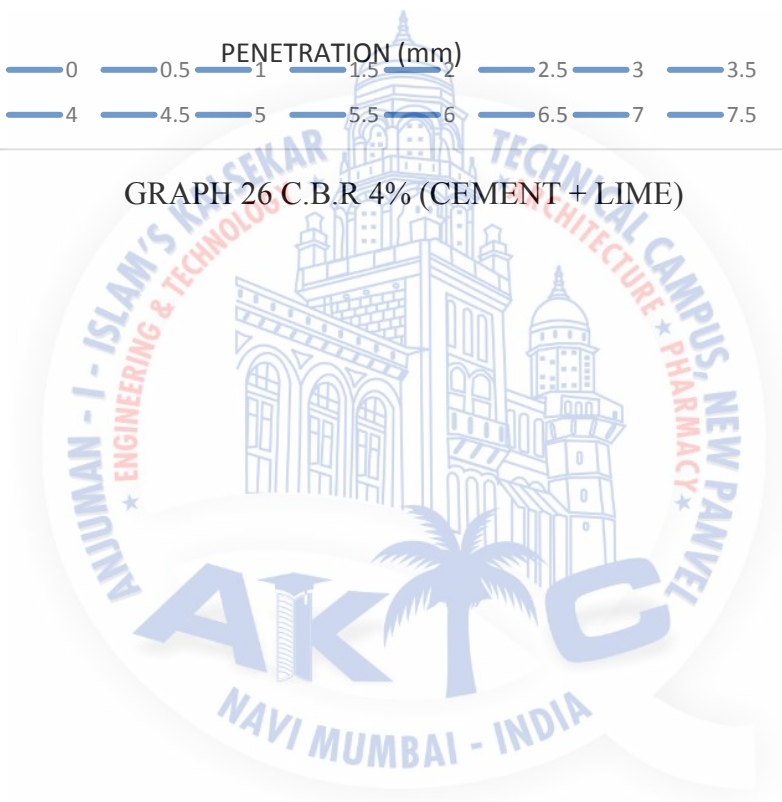 PENETRATION (mm)
0 0.5 1 1.5 2 2.5 3 3.5
4 4.5 5 5.5 6 6.5 7 7.5
GRAPH 26 C.B.R 4% (CEMENT + LIME)
ANJUMAN - I - ISLAM'S KALSEKAR TECHNICAL CAMPUS, NEW PANVEL
★ ENGINEERING & TECHNOLOGY ★ ARCHITECTURE ★ PHARMACY ★
AKTC
NAVI MUMBAI - INDIA